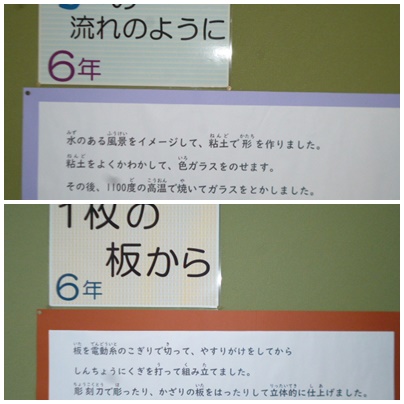 の
流れのように
6年
水のある風景をイメージして、粘土で形を作りました。
粘土をよくかわかして、色ガラスをのせます。
その後、1100度の高温で焼いてガラスをとかしました。
1枚の
板から
6年
板を電動糸のこぎりで切って、やすりがけをしてから
しんちょうにくぎを打って組み立てました。
彫刻刀で彫ったり、かざりの板をはったりして立体的に仕上げました。